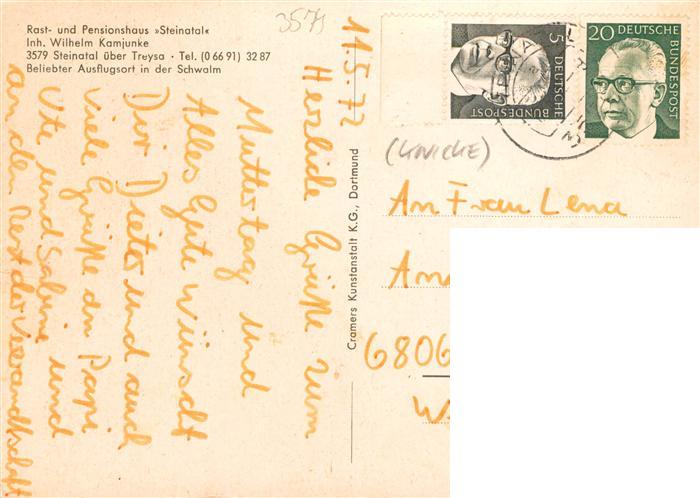 Rast- und Pensionshaus »Steinatal«
Inh. Wilhelm Kamjunke
3579 Steinatal über Treysa · Tel. (0 66 91) 32 87
Beliebter Ausflugsort in der Schwalm
3571
11.5.72
Herzlide Grüße zum
Muttertag und
Alles Gute wünscht
Dir Dieter und auch
viele Grüße den Papi
Ute und Sabine und
an den Rest der Verwandtschaft
Cramers Kunstanstalt K.G., Dortmund
5 DEUTSCHE
BUNDESPOST
20 DEUTSCHE
BUNDESPOST
(KNICKE)
An Frau Lena
6806